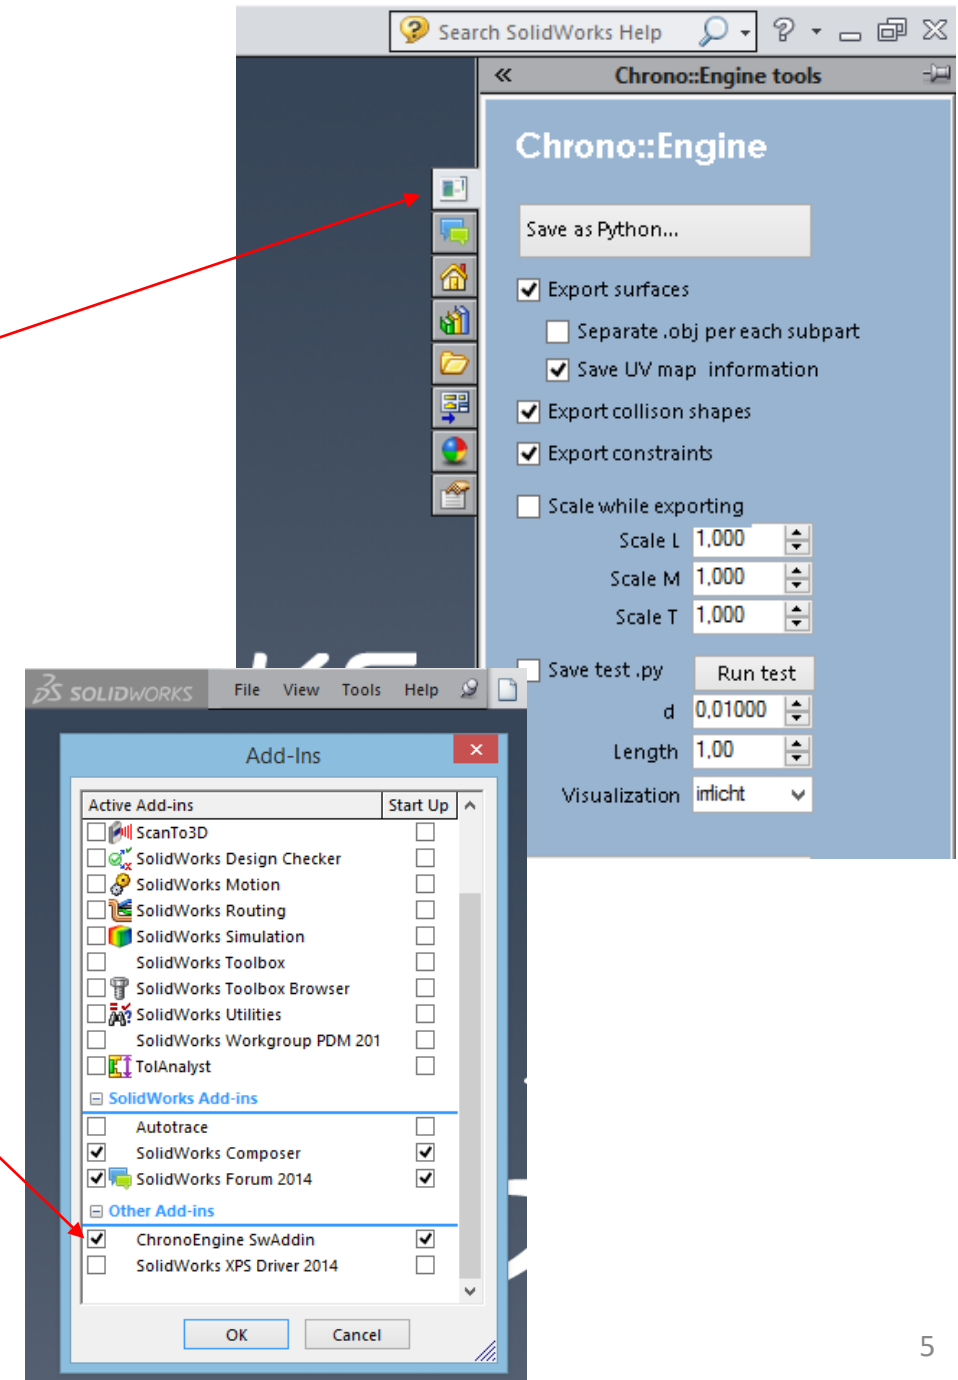 Search SolidWorks Help
Chrono::Engine tools
Chrono::Engine
Save as Python...
Export surfaces
Separate .obj per each subpart
Save UV map information
Export collison shapes
Export constraints
Scale while exporting
Scale L 1,000
Scale M 1,000
Scale T 1,000
Save test .py Run test
d 0,01000
Length 1,00
Visualization irrlicht
SOLIDWORKS File View Tools Help
Add-Ins
Active Add-ins Start Up
ScanTo3D
SolidWorks Design Checker
SolidWorks Motion
SolidWorks Routing
SolidWorks Simulation
SolidWorks Toolbox
SolidWorks Toolbox Browser
SolidWorks Utilities
SolidWorks Workgroup PDM 201
TolAnalyst
SolidWorks Add-ins
Autotrace
SolidWorks Composer
SolidWorks Forum 2014
Other Add-ins
ChronoEngine SwAddin
SolidWorks XPS Driver 2014
OK Cancel
5